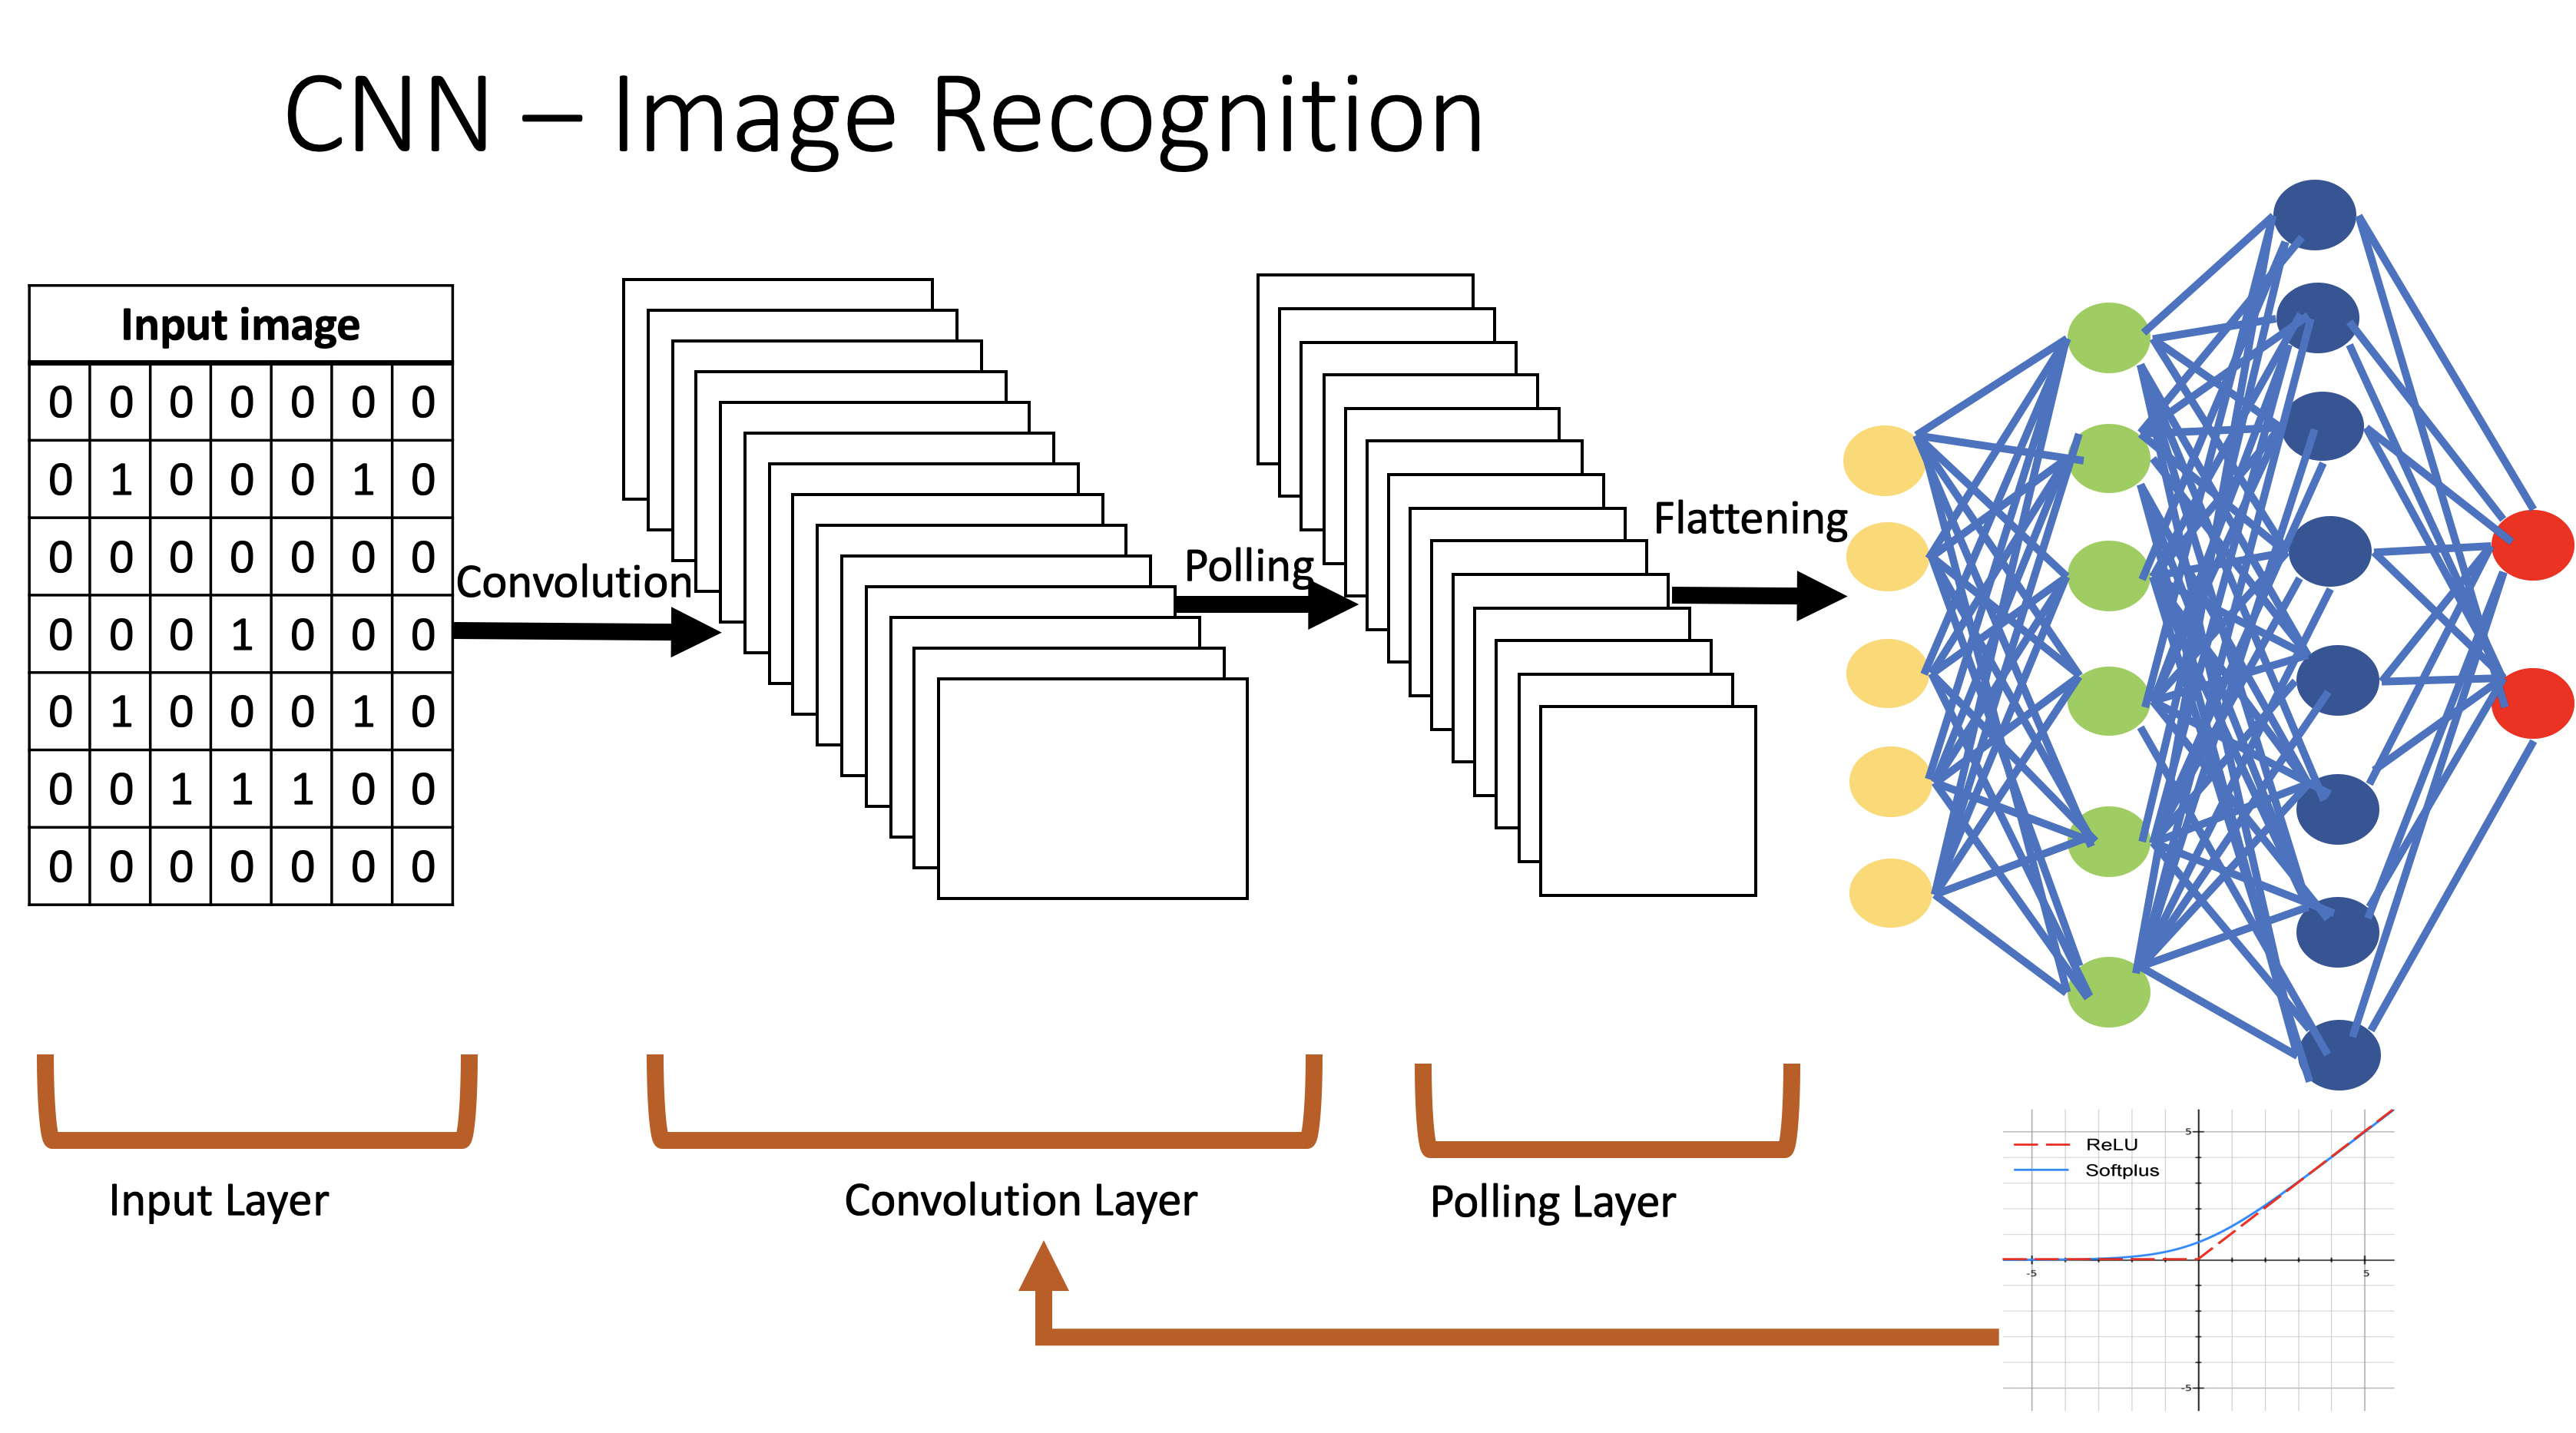 CNN – Image Recognition
Input image
0 0 0 0 0 0 0
0 1 0 0 0 1 0
0 0 0 0 0 0 0
0 0 0 1 0 0 0
0 1 0 0 0 1 0
0 0 1 1 1 0 0
0 0 0 0 0 0 0
Convolution
Polling
Flattening
Input Layer
Convolution Layer
Polling Layer
ReLU
Softplus
5
-5
5
-5